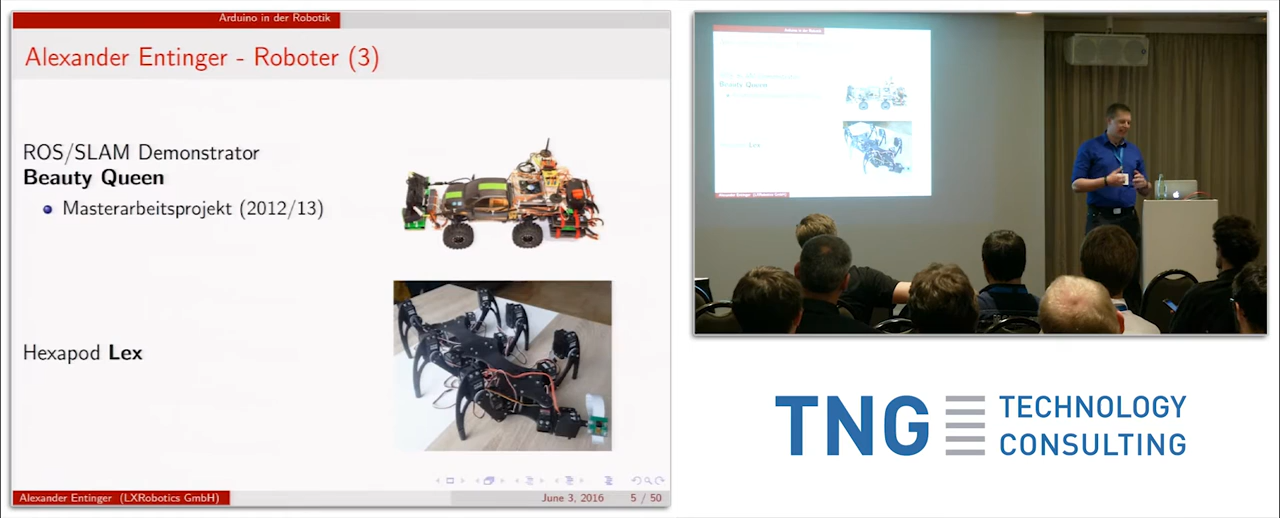 Arduino in der Robotik
Alexander Entinger - Roboter (3)
ROS/SLAM Demonstrator
Beauty Queen
Masterarbeitsprojekt (2012/13)
Hexapod Lex
Alexander Entinger (LXRobotics GmbH)
June 3, 2016
5 / 50
TNG TECHNOLOGY
CONSULTING